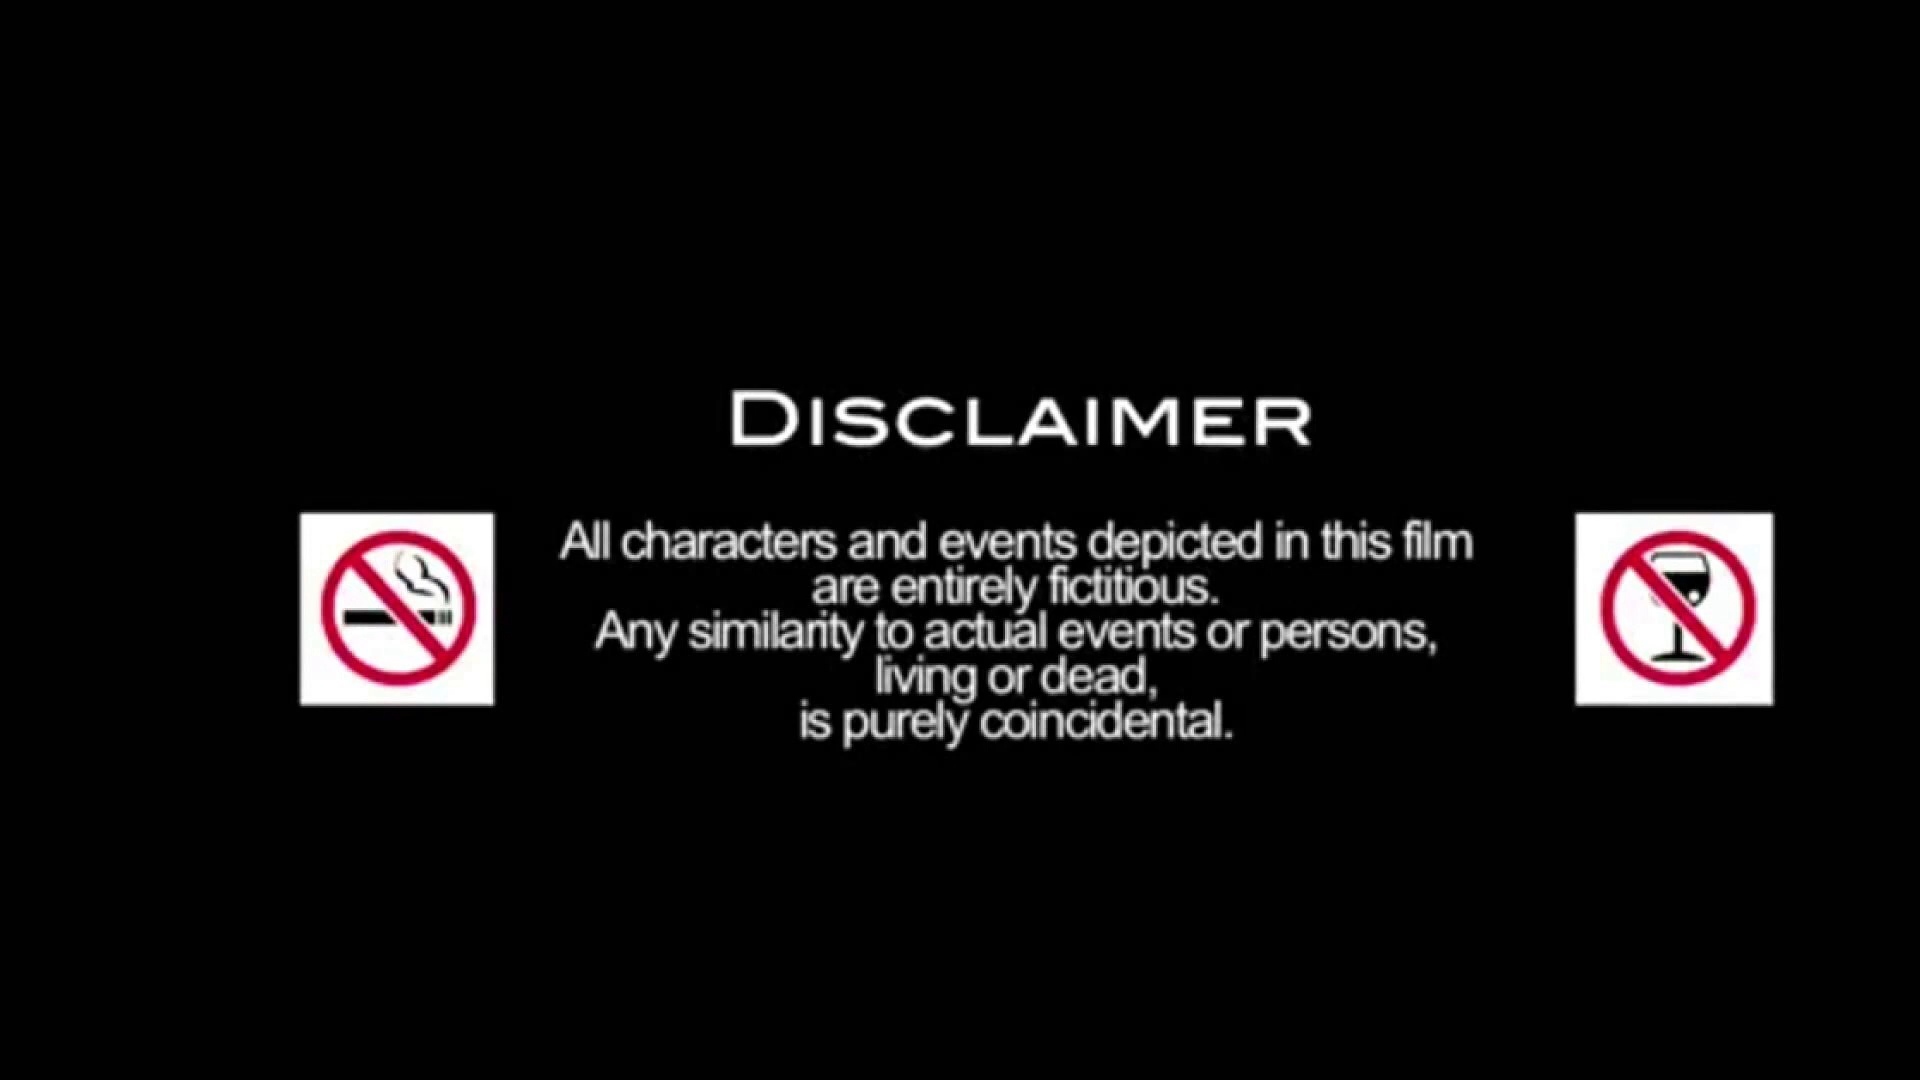 DISCLAIMER
All characters and events depicted in this film
are entirely fictitious.
Any similarity to actual events or persons,
living or dead,
is purely coincidental.